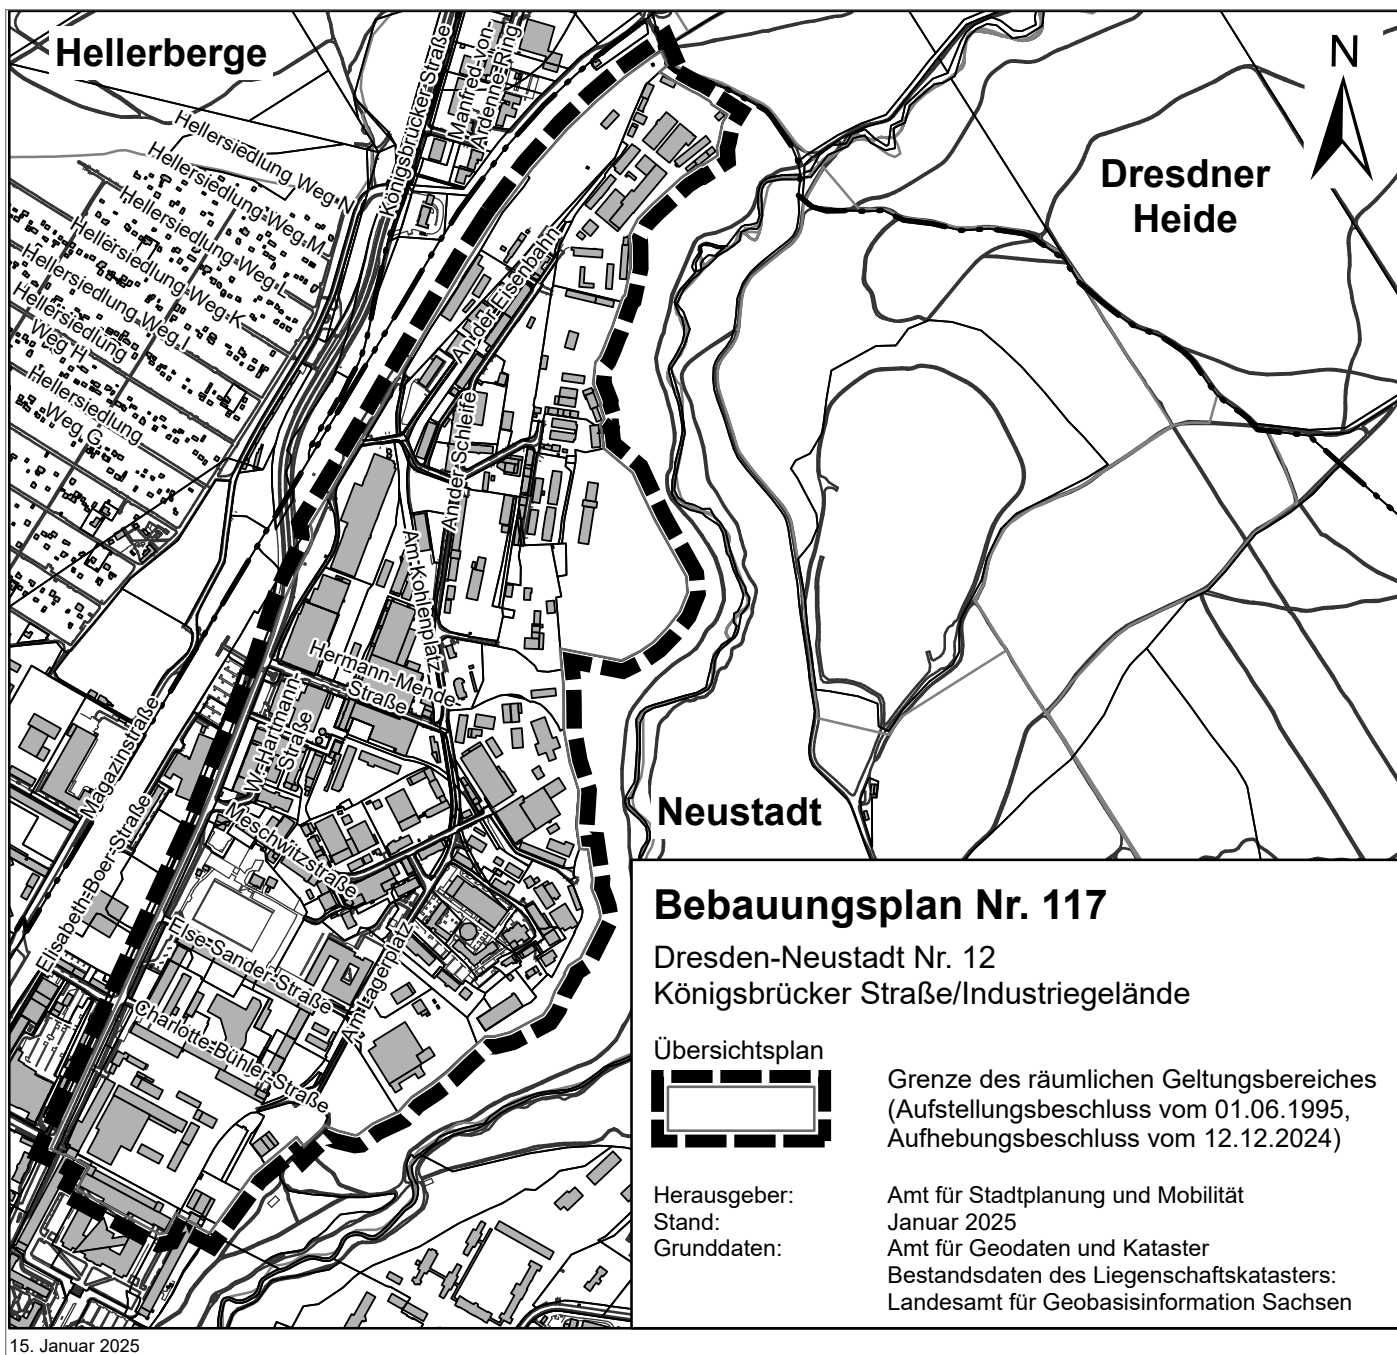 Hellerberge
N
Dresdner
Heide
Königsbrücker-Straße
Manfred-von-
Ardenne-Ring
Hellersiedlung Weg N
Hellersiedlung-Weg-M
Hellersiedlung-Weg-L
Hellersiedlung-Weg-K
Hellersiedlung-Weg-I
Hellersiedlung
Weg H
Hellersiedlung
Weg G
An-der-Eisenbahn
An-der-Schleife
Am-Kohlenplatz
Hermann-Mende-
Straße
W.-Hartmann-
Straße
Magazinstraße
Meschwitzstraße
Elisabeth-Boer-Straße
Else-Sander-Straße
Am-Lagerplatz
Charlotte-Bühler-Straße
Neustadt
Bebauungsplan Nr. 117
Dresden-Neustadt Nr. 12
Königsbrücker Straße/Industriegelände
Übersichtsplan
Grenze des räumlichen Geltungsbereiches
(Aufstellungsbeschluss vom 01.06.1995,
Aufhebungsbeschluss vom 12.12.2024)
Herausgeber: Amt für Stadtplanung und Mobilität
Stand: Januar 2025
Grunddaten: Amt für Geodaten und Kataster
Bestandsdaten des Liegenschaftskatasters:
Landesamt für Geobasisinformation Sachsen
15. Januar 2025